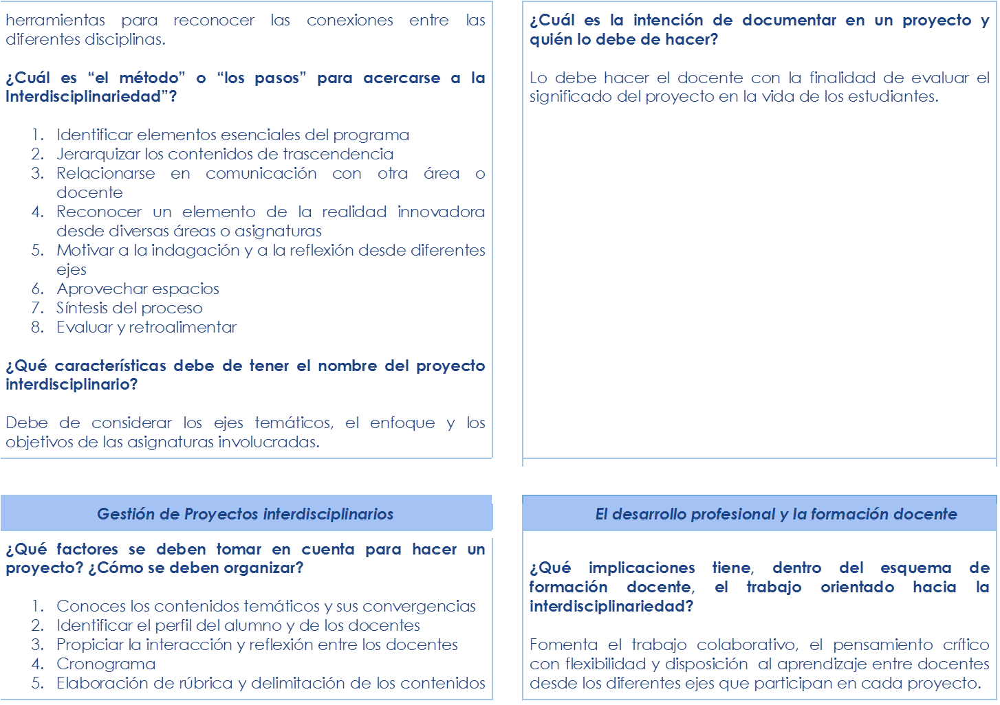 herramientas para reconocer las conexiones entre las
diferentes disciplinas.
¿Cuál es “el método” o “los pasos” para acercarse a la
Interdisciplinariedad”?
1. Identificar elementos esenciales del programa
2. Jerarquizar los contenidos de trascendencia
3. Relacionarse en comunicación con otra área o
docente
4. Reconocer un elemento de la realidad innovadora
desde diversas áreas o asignaturas
5. Motivar a la indagación y a la reflexión desde diferentes
ejes
6. Aprovechar espacios
7. Síntesis del proceso
8. Evaluar y retroalimentar
¿Qué características debe de tener el nombre del proyecto
interdisciplinario?
Debe de considerar los ejes temáticos, el enfoque y los
objetivos de las asignaturas involucradas.
¿Cuál es la intención de documentar en un proyecto y
quién lo debe de hacer?
Lo debe hacer el docente con la finalidad de evaluar el
significado del proyecto en la vida de los estudiantes.
Gestión de Proyectos interdisciplinarios
¿Qué factores se deben tomar en cuenta para hacer un
proyecto? ¿Cómo se deben organizar?
1. Conoces los contenidos temáticos y sus convergencias
2. Identificar el perfil del alumno y de los docentes
3. Propiciar la interacción y reflexión entre los docentes
4. Cronograma
5. Elaboración de rúbrica y delimitación de los contenidos
El desarrollo profesional y la formación docente
¿Qué implicaciones tiene, dentro del esquema de
formación docente, el trabajo orientado hacia la
interdisciplinariedad?
Fomenta el trabajo colaborativo, el pensamiento crítico
con flexibilidad y disposición al aprendizaje entre docentes
desde los diferentes ejes que participan en cada proyecto.